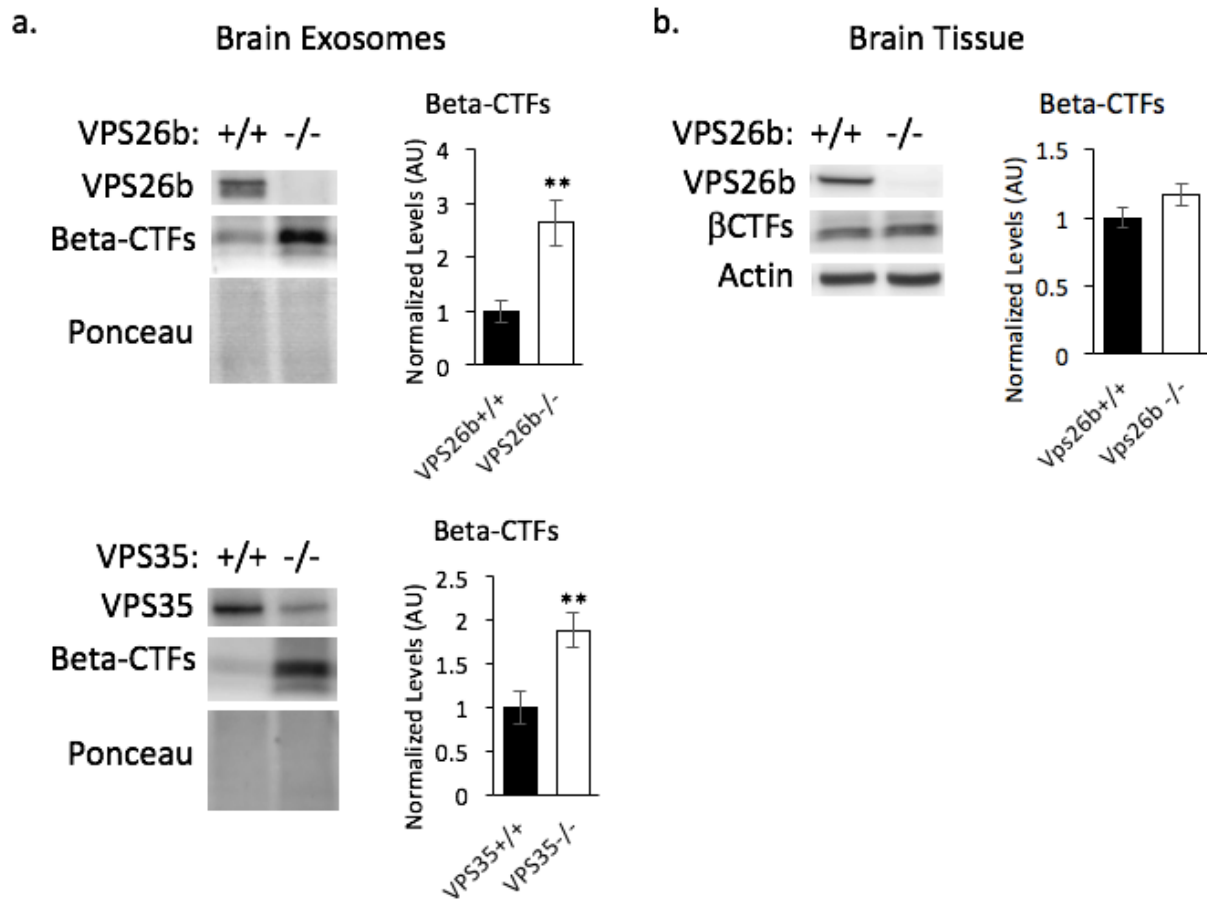 a.
Brain Exosomes
VPS26b: +/+ -/-
VPS26b
Beta-CTFs
Ponceau
Beta-CTFs
Normalized Levels (AU)
4
3
2
1
0
**
VPS26b+/+
VPS26b-/-
VPS35: +/+ -/-
VPS35
Beta-CTFs
Ponceau
Beta-CTFs
Normalized Levels (AU)
2.5
2
1.5
1
0.5
0
**
VPS35+/+
VPS35-/-
b.
Brain Tissue
VPS26b: +/+ -/-
VPS26b
βCTFs
Actin
Beta-CTFs
Normalized Levels (AU)
1.5
1
0.5
0
Vps26b+/+
Vps26b -/-